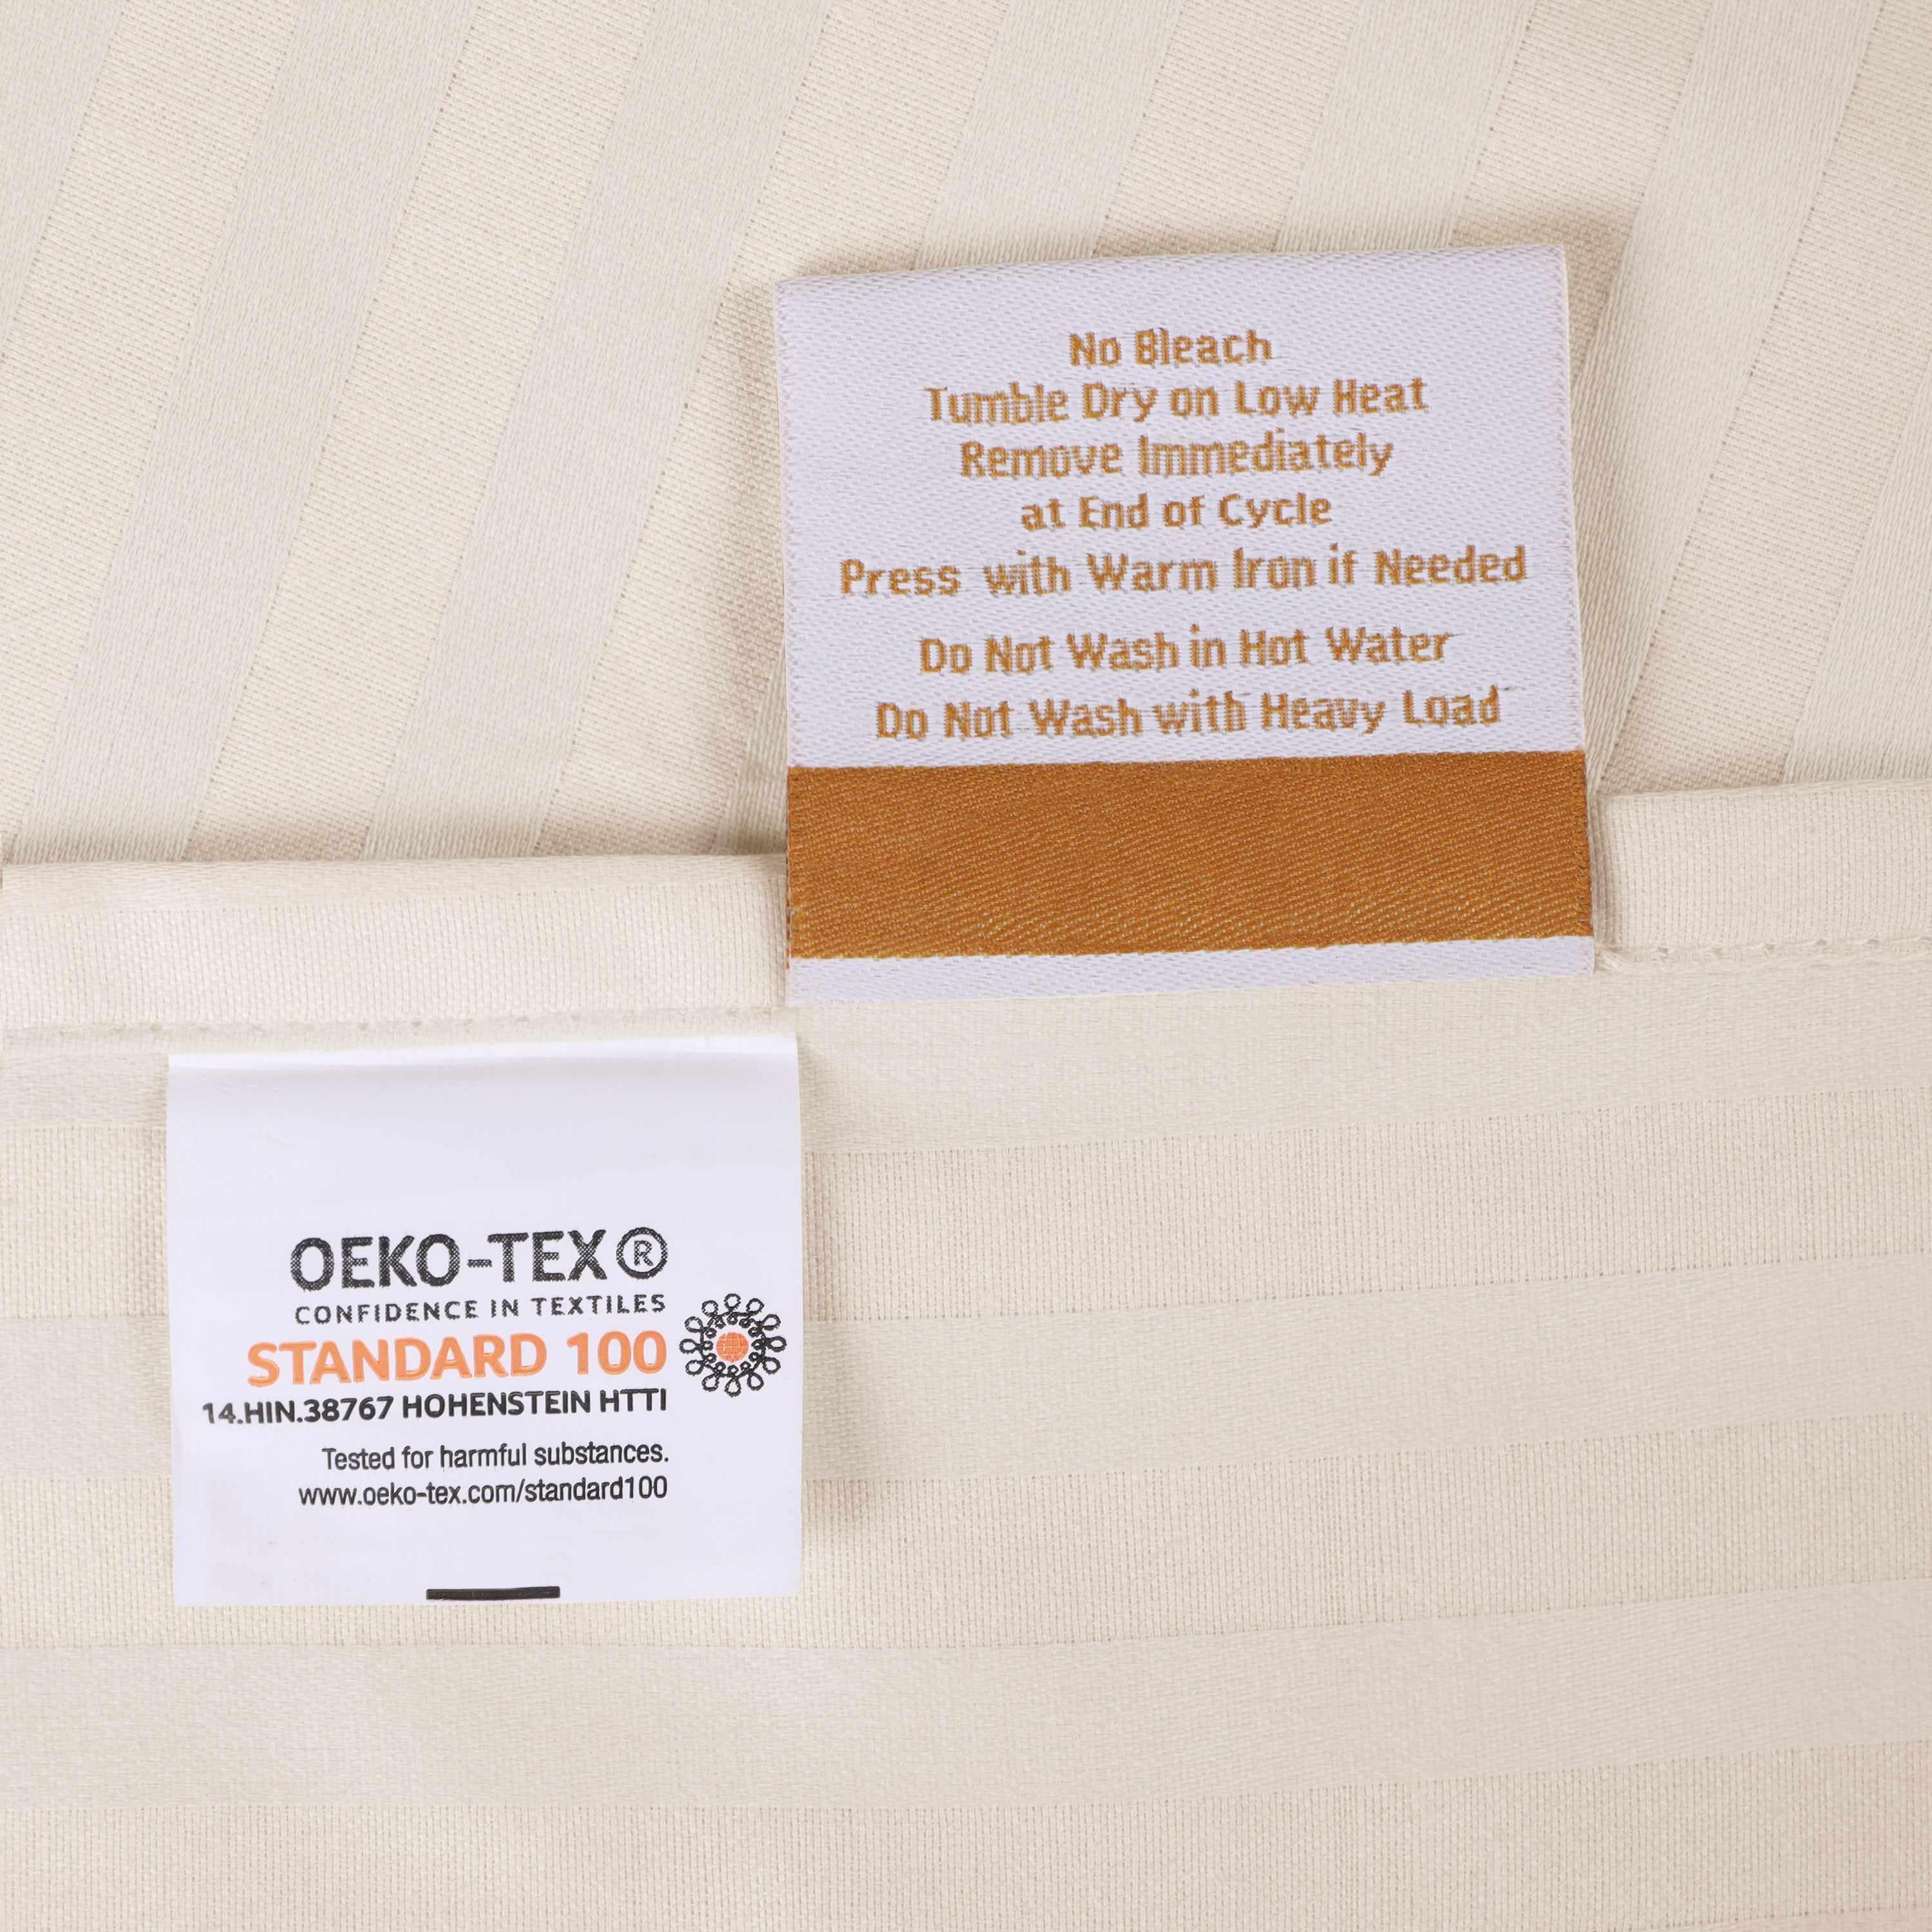 No Bleach
Tumble Dry on Low Heat
Remove Immediately
at End of Cycle
Press with Warm Iron if Needed
Do Not Wash in Hot Water
Do Not Wash with Heavy Load
OEKO-TEX®
CONFIDENCE IN TEXTILES
STANDARD 100
14.HIN.38767 HOHENSTEIN HTTI
Tested for harmful substances.
www.oeko-tex.com/standard100